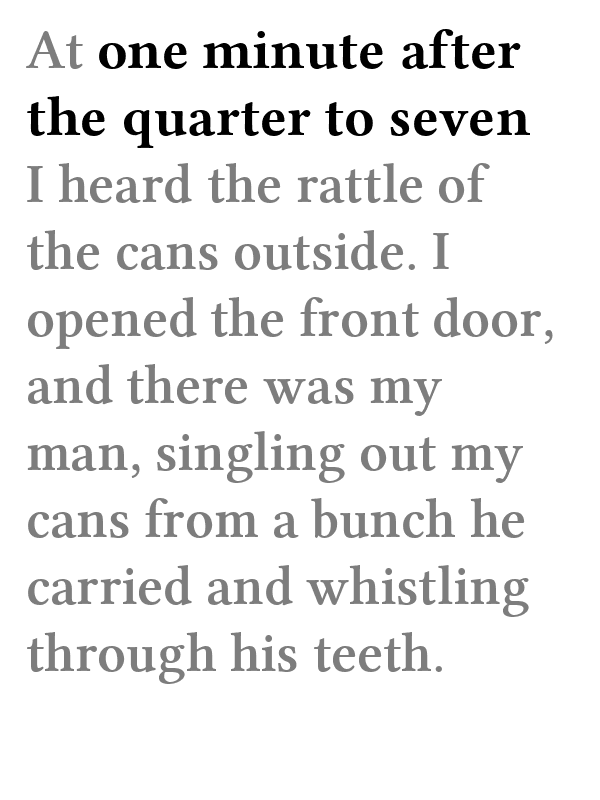 At one minute after
the quarter to seven
I heard the rattle of
the cans outside. I
opened the front door,
and there was my
man, singling out my
cans from a bunch he
carried and whistling
through his teeth.